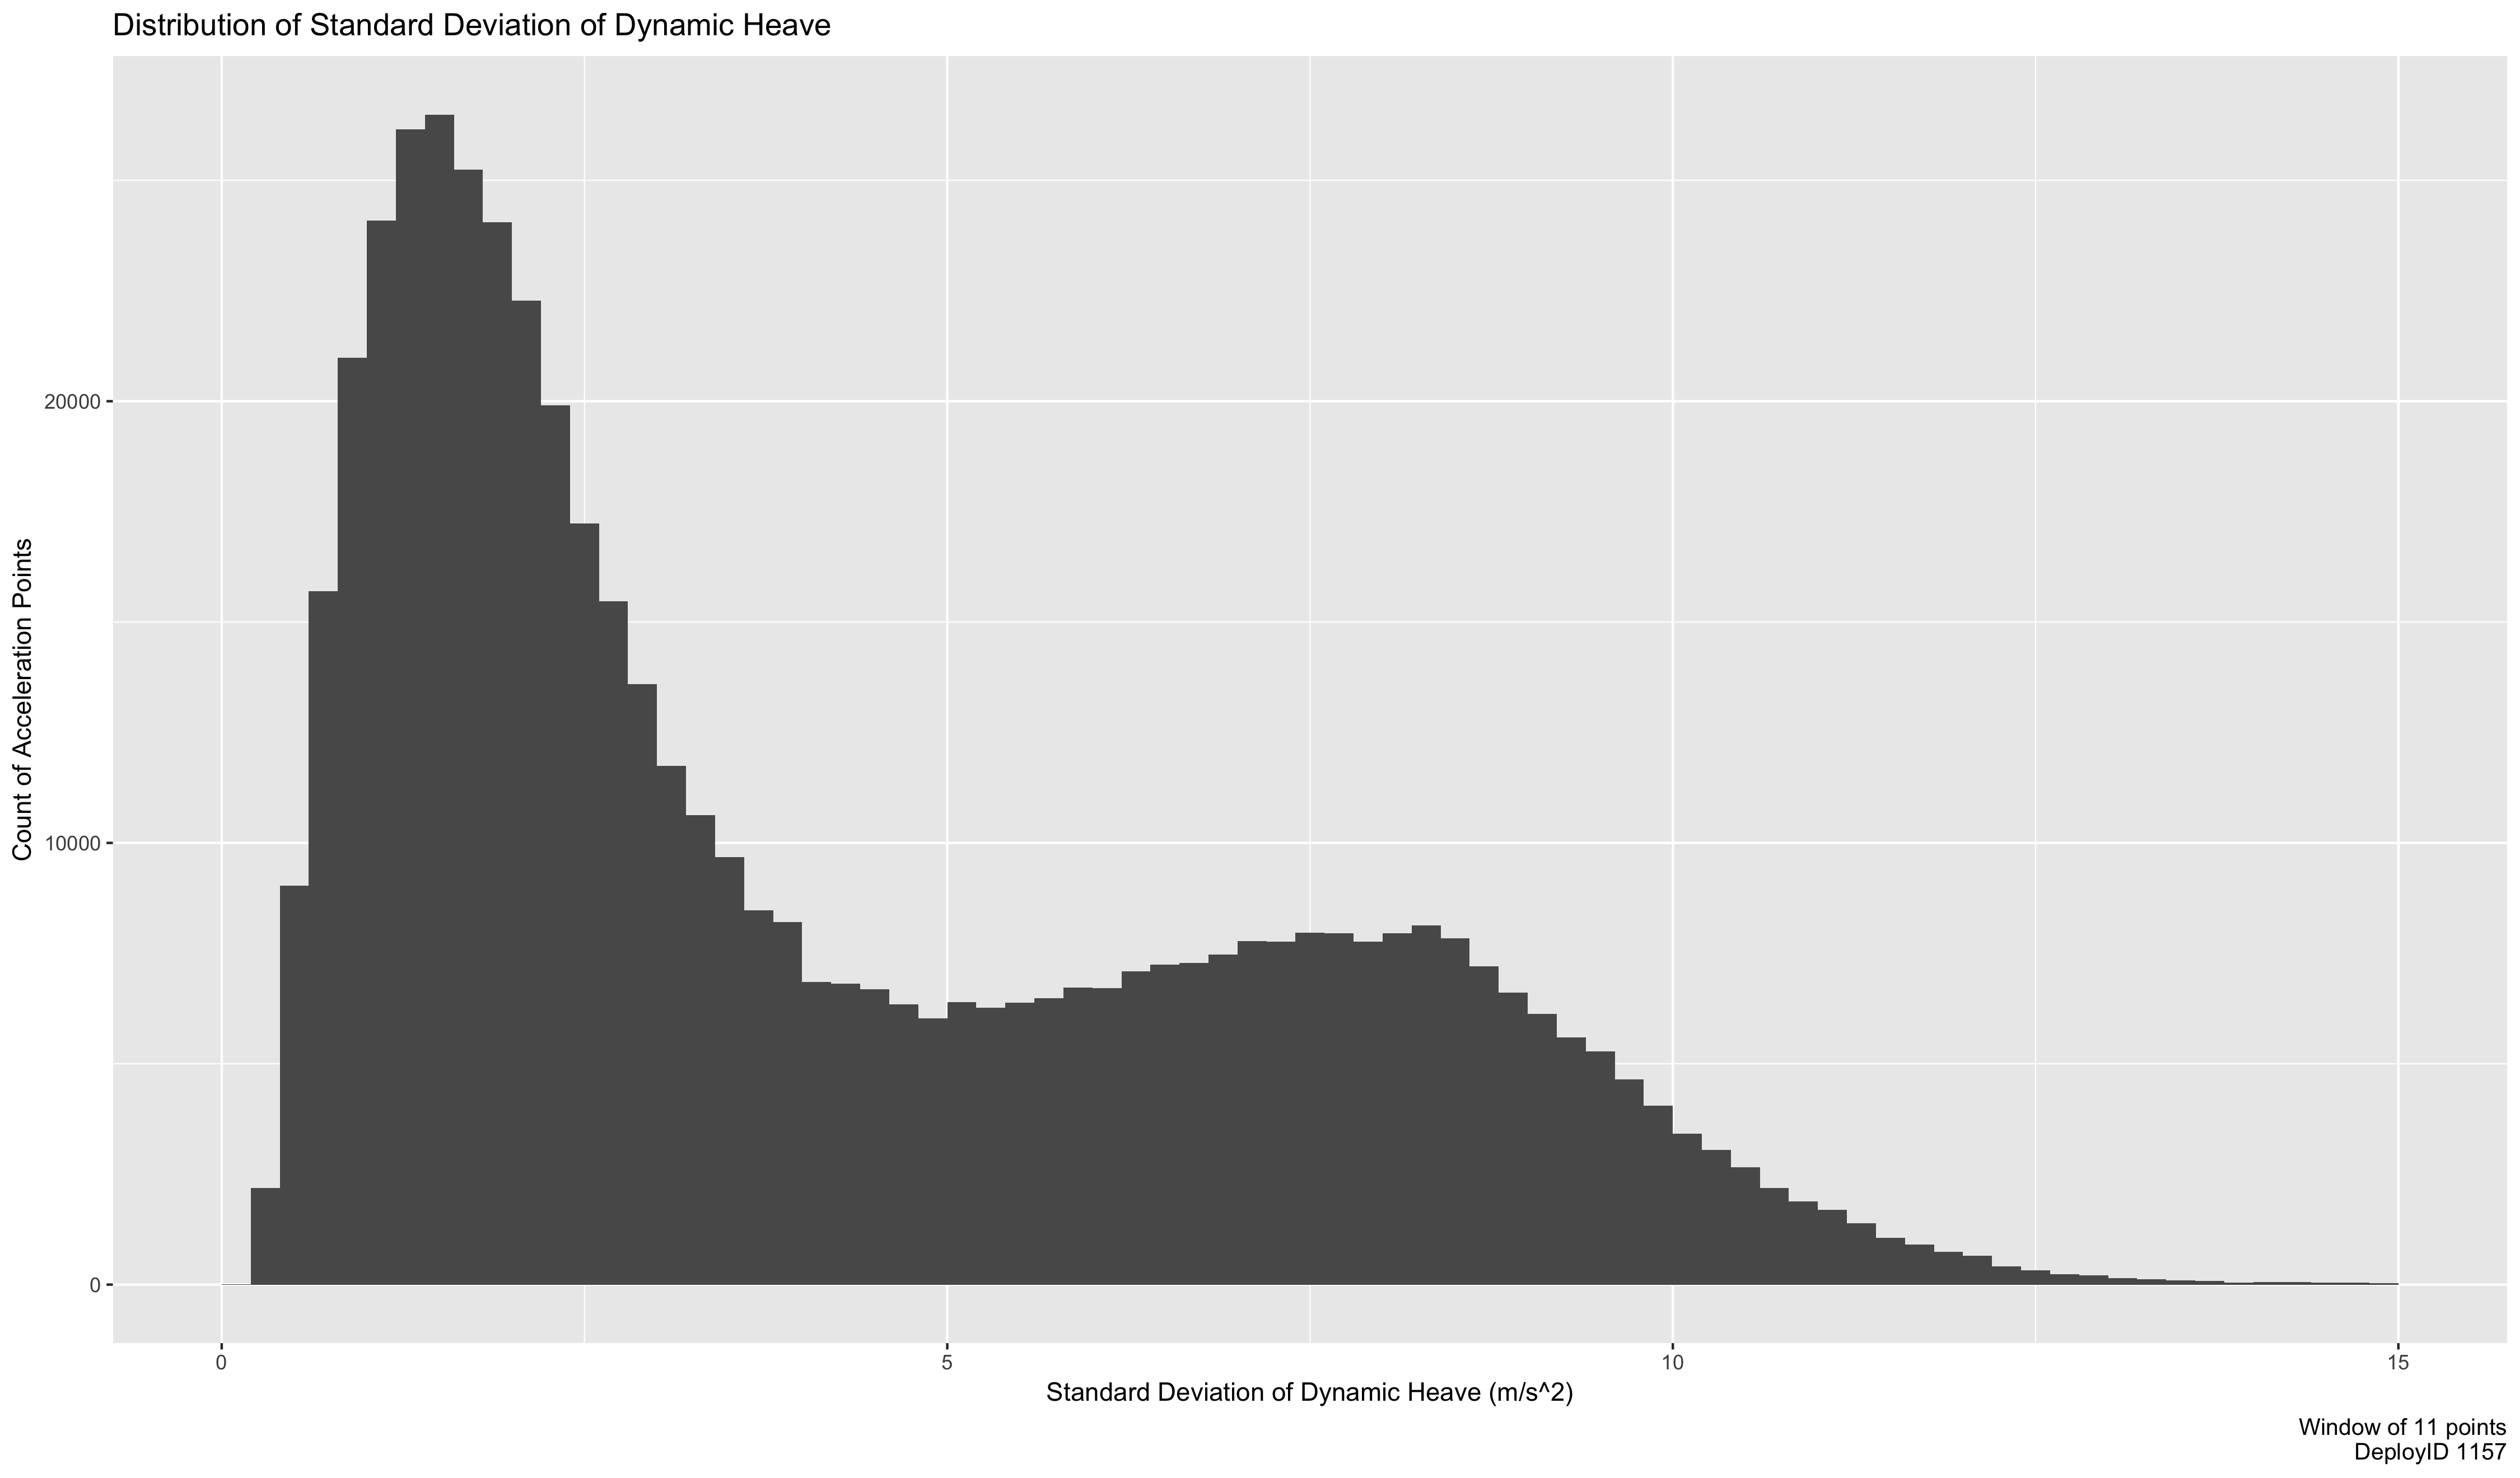 Distribution of Standard Deviation of Dynamic Heave
Count of Acceleration Points
20000
10000
0
0
5
10
15
Standard Deviation of Dynamic Heave (m/s^2)
Window of 11 points
DeployID 1157